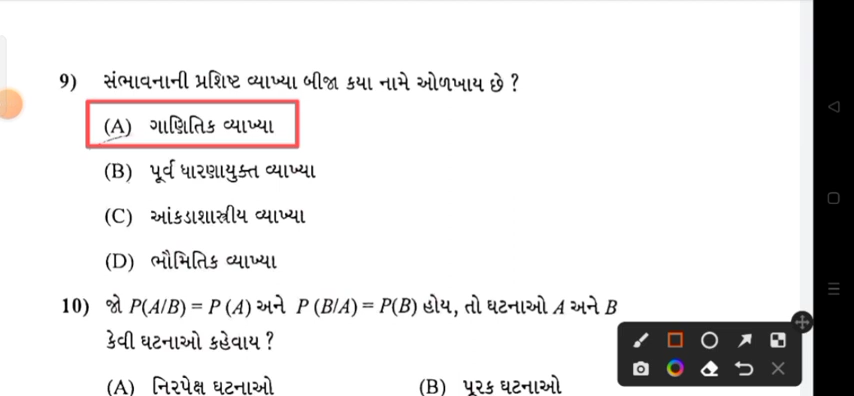 9) સંભાવનાની પ્રશિષ્ટ વ્યાખ્યા બીજા કયા નામે ઓળખાય છે ?
(A) ગાણિતિક વ્યાખ્યા
(B) પૂર્વ ધારણાયુક્ત વ્યાખ્યા
(C) આંકડાશાસ્ત્રીય વ્યાખ્યા
(D) ભૌમિતિક વ્યાખ્યા
10) જો P(A/B) = P (A) અને P (B/A) = P(B) હોય, તો ઘટનાઓ A અને B
કેવી ઘટનાઓ કહેવાય ?
(A) નિરપેક્ષ ઘટનાઓ (B) પૂરક ઘટનાઓ